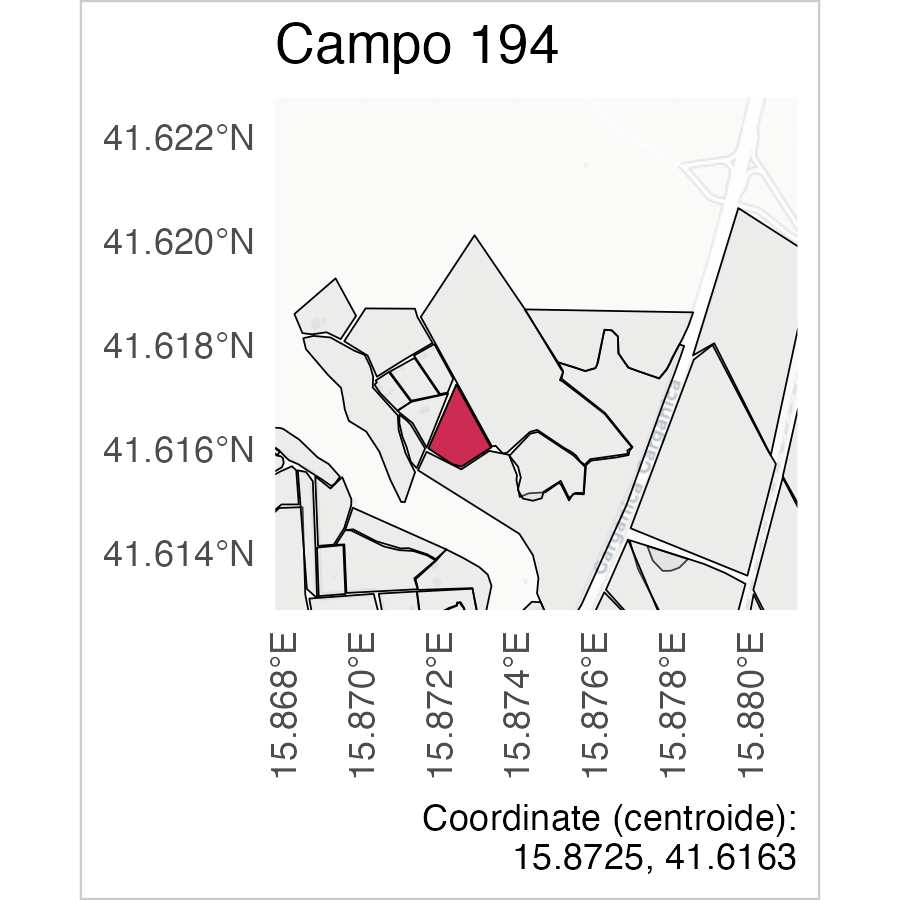 Campo 194
41.622°N
41.620°N
41.618°N
41.616°N
41.614°N
Garganica Garganica
15.868°E
15.870°E
15.872°E
15.874°E
15.876°E
15.878°E
15.880°E
Coordinate (centroide):
15.8725, 41.6163